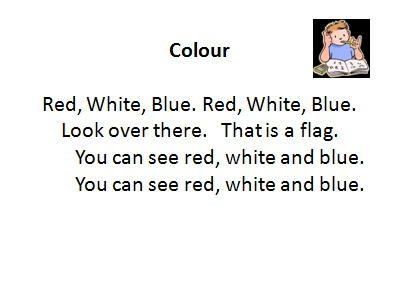 Colour
Red, White, Blue. Red, White, Blue.
Look over there. That is a flag.
You can see red, white and blue.
You can see red, white and blue.